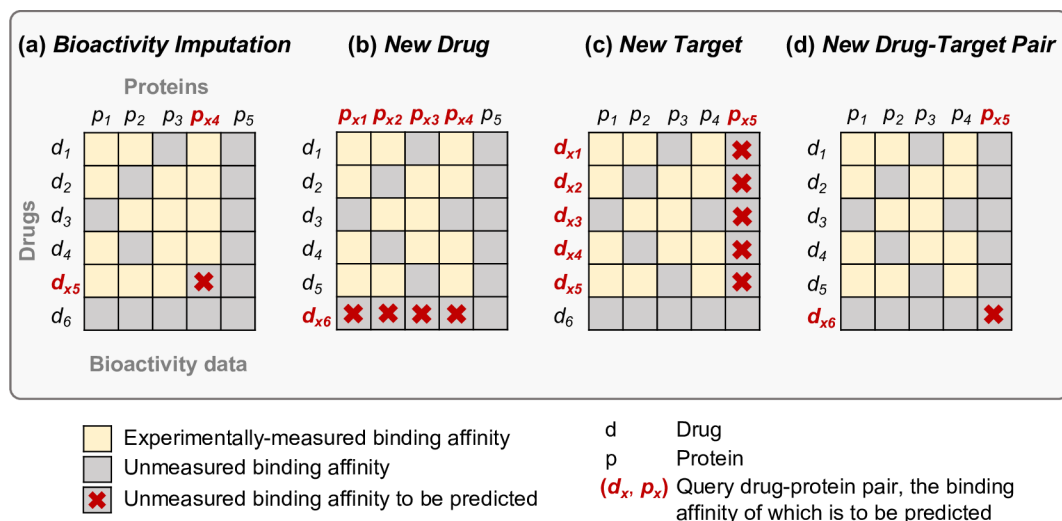 (a) Bioactivity Imputation
(b) New Drug
(c) New Target
(d) New Drug-Target Pair
Proteins
p1 p2 p3 px4 p5
d1
d2
d3
d4
dx5
d6
Drugs
Bioactivity data
px1 px2 px3 px4 p5
d1
d2
d3
d4
d5
dx6
p1 p2 p3 p4 px5
dx1
dx2
dx3
dx4
dx5
d6
p1 p2 p3 p4 px5
d1
d2
d3
d4
d5
dx6
Experimentally-measured binding affinity
Unmeasured binding affinity
Unmeasured binding affinity to be predicted
d Drug
p Protein
(dx, px) Query drug-protein pair, the binding
affinity of which is to be predicted